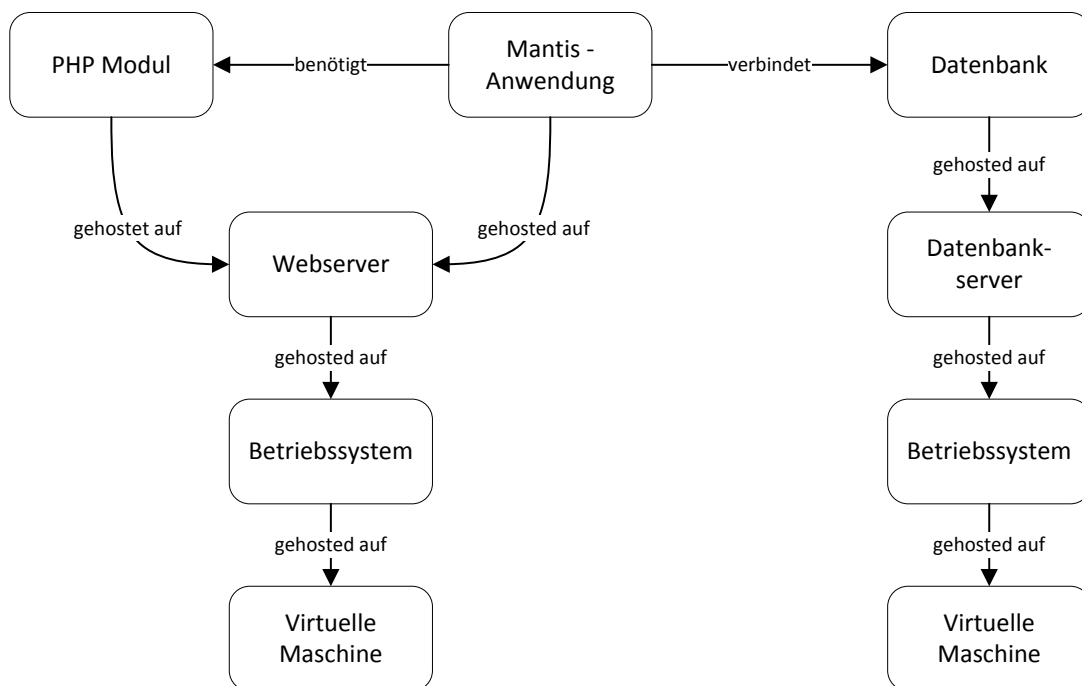 PHP Modul
benötigt
Mantis -
Anwendung
verbindet
Datenbank
gehosted auf
gehostet auf
gehosted auf
Webserver
Datenbank-
server
gehosted auf
gehosted auf
Betriebssystem
Betriebssystem
gehosted auf
gehosted auf
Virtuelle
Maschine
Virtuelle
Maschine